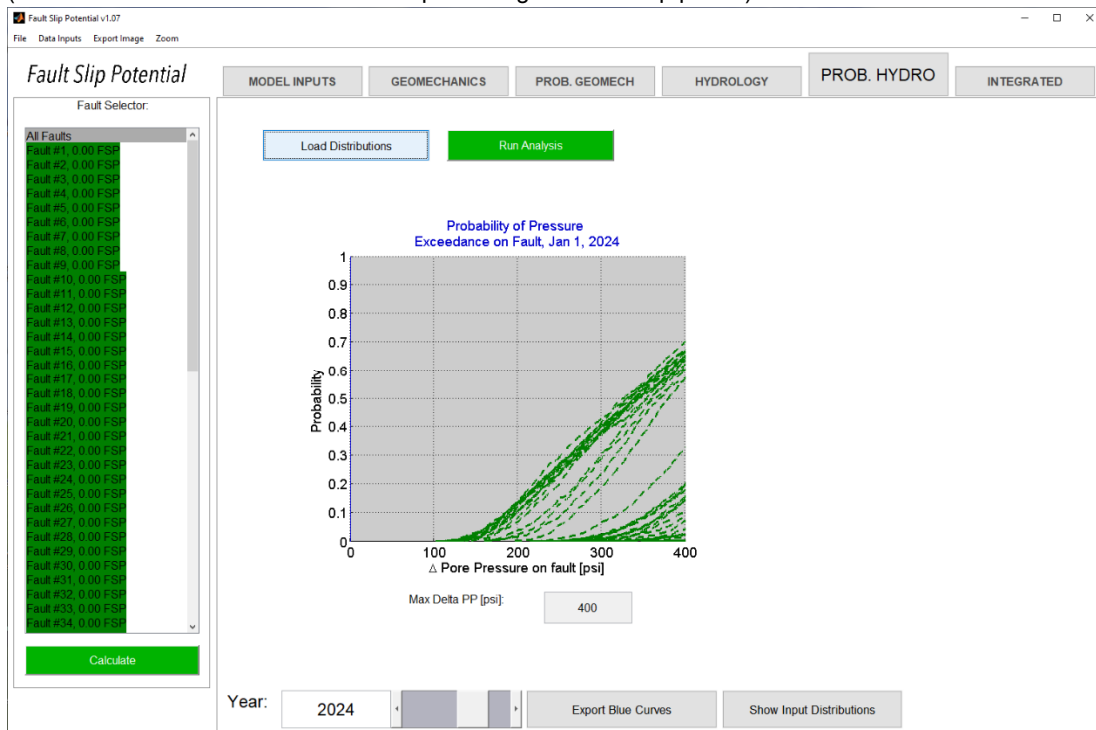 Fault Slip Potential v1.07
File Data Inputs Export Image Zoom
Fault Slip Potential
MODEL INPUTS GEOMECHANICS PROB. GEOMECH HYDROLOGY PROB. HYDRO INTEGRATED
Fault Selector:
All Faults
Fault #1, 0.00 FSP
Fault #2, 0.00 FSP
Fault #3, 0.00 FSP
Fault #4, 0.00 FSP
Fault #5, 0.00 FSP
Fault #6, 0.00 FSP
Fault #7, 0.00 FSP
Fault #8, 0.00 FSP
Fault #9, 0.00 FSP
Fault #10, 0.00 FSP
Fault #11, 0.00 FSP
Fault #12, 0.00 FSP
Fault #13, 0.00 FSP
Fault #14, 0.00 FSP
Fault #15, 0.00 FSP
Fault #16, 0.00 FSP
Fault #17, 0.00 FSP
Fault #18, 0.00 FSP
Fault #19, 0.00 FSP
Fault #20, 0.00 FSP
Fault #21, 0.00 FSP
Fault #22, 0.00 FSP
Fault #23, 0.00 FSP
Fault #24, 0.00 FSP
Fault #25, 0.00 FSP
Fault #26, 0.00 FSP
Fault #27, 0.00 FSP
Fault #28, 0.00 FSP
Fault #29, 0.00 FSP
Fault #30, 0.00 FSP
Fault #31, 0.00 FSP
Fault #32, 0.00 FSP
Fault #33, 0.00 FSP
Fault #34, 0.00 FSP
Calculate
Load Distributions Run Analysis
Probability of Pressure
Exceedance on Fault, Jan 1, 2024
1
0.9
0.8
0.7
0.6
0.5
0.4
0.3
0.2
0.1
0
Probability
0 100 200 300 400
Δ Pore Pressure on fault [psi]
Max Delta PP [psi]: 400
Year: 2024 Export Blue Curves Show Input Distributions